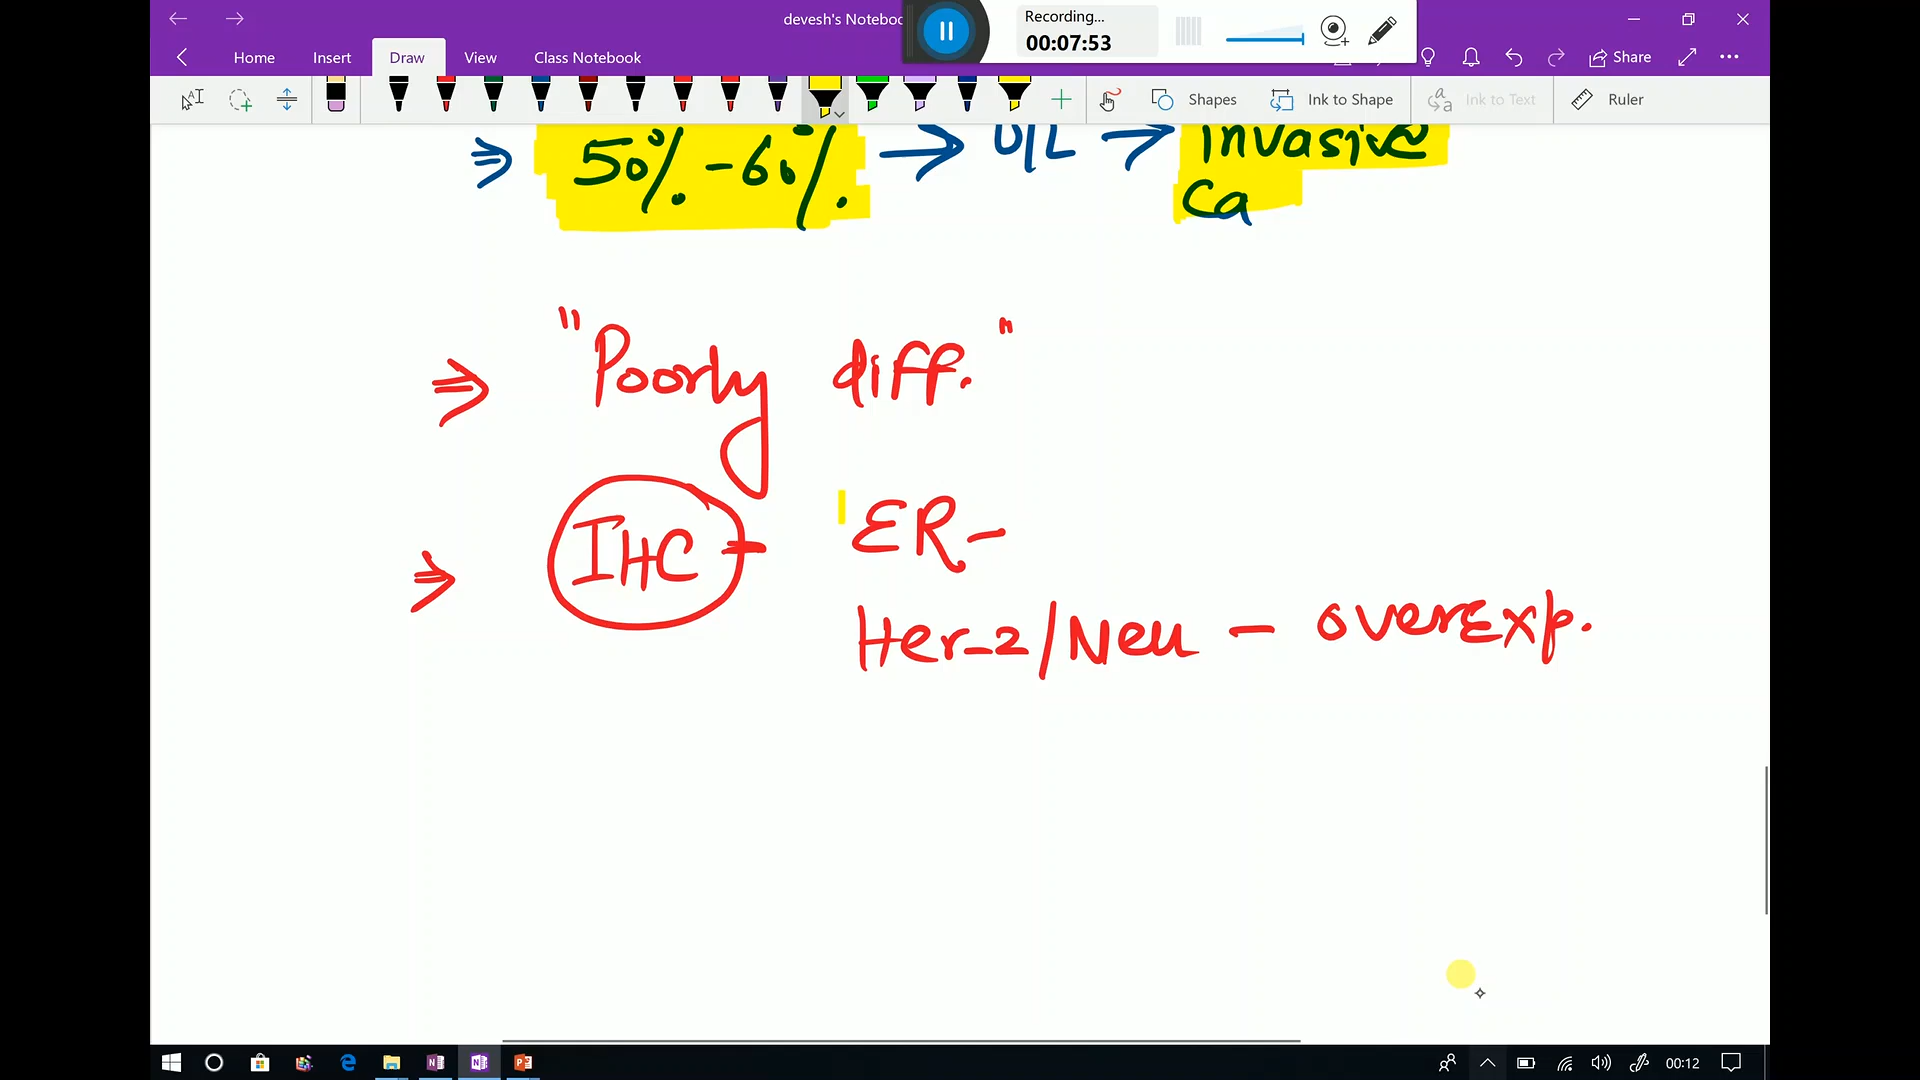 devesh's Noteboo
Recording...
00:07:53
Home Insert Draw View Class Notebook Share
Shapes Ink to Shape Ink to Text Ruler
⇒ 50%-60% → U/L → Invasive
Ca
⇒ "Poorly diff."
⇒ IHC - ER-
Her-2/Neu - overExp.
00:12